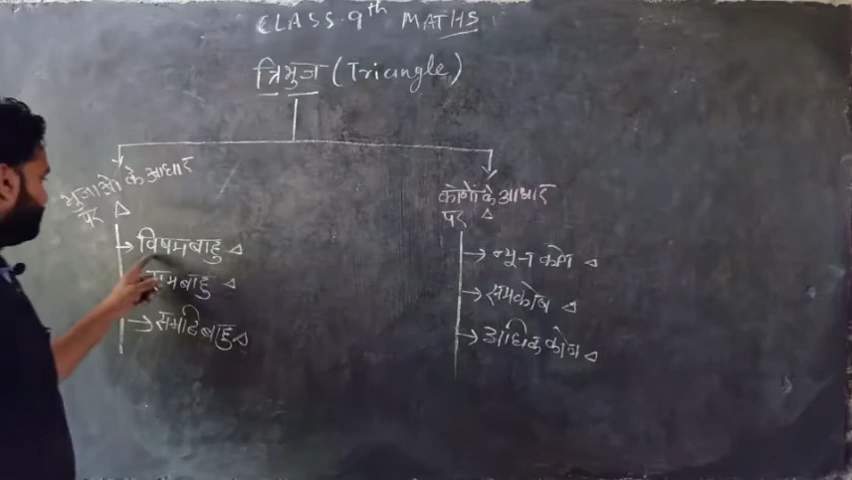 CLASS 9th MATHS
त्रिभुज (Triangle)
भुजाओ के आधार
पर △
विषमबाहु △
समबाहु △
समद्विबाहु △
कोणों के आधार
पर △
न्यून कोण △
समकोण △
अधिक कोण △